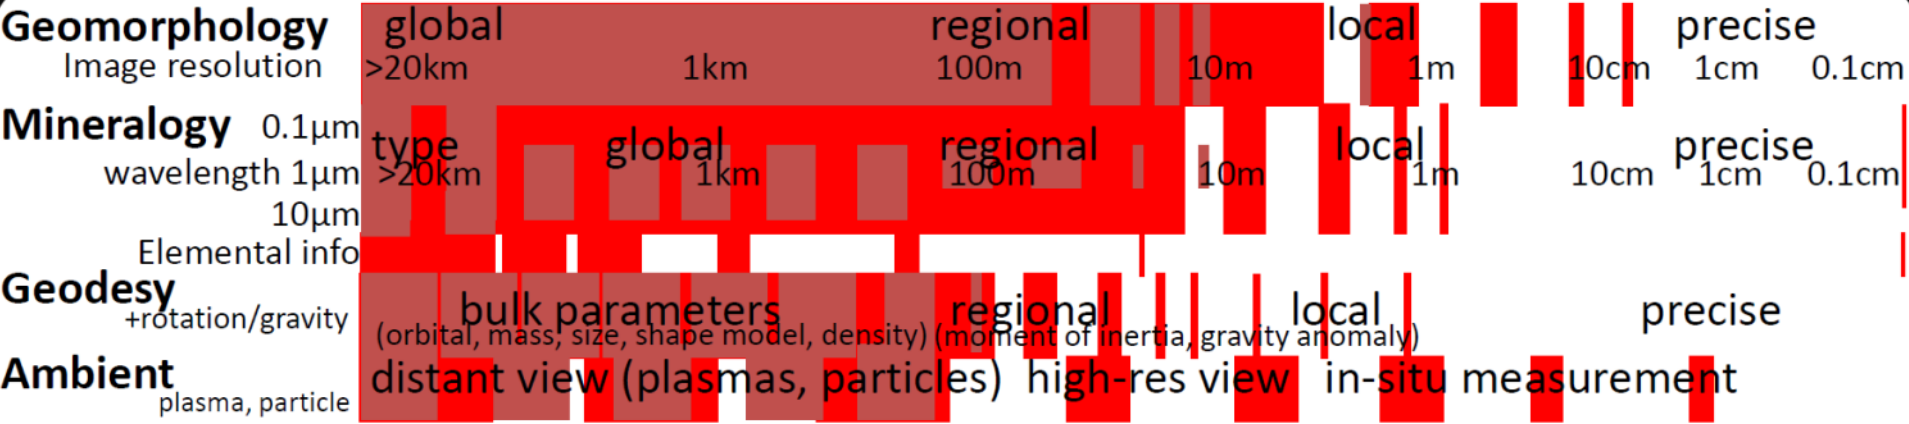 Geomorphology global regional local precise
Image resolution >20km 1km 100m 10m 1m 10cm 1cm 0.1cm
Mineralogy 0.1µm
type global regional local precise
wavelength 1µm >20km 1km 100m 10m 1m 10cm 1cm 0.1cm
10µm
Elemental info
Geodesy
+rotation/gravity bulk parameters regional local precise
(orbital, mass, size, shape model, density) (moment of inertia, gravity anomaly)
Ambient distant view (plasmas, particles) high-res view in-situ measurement
plasma, particle